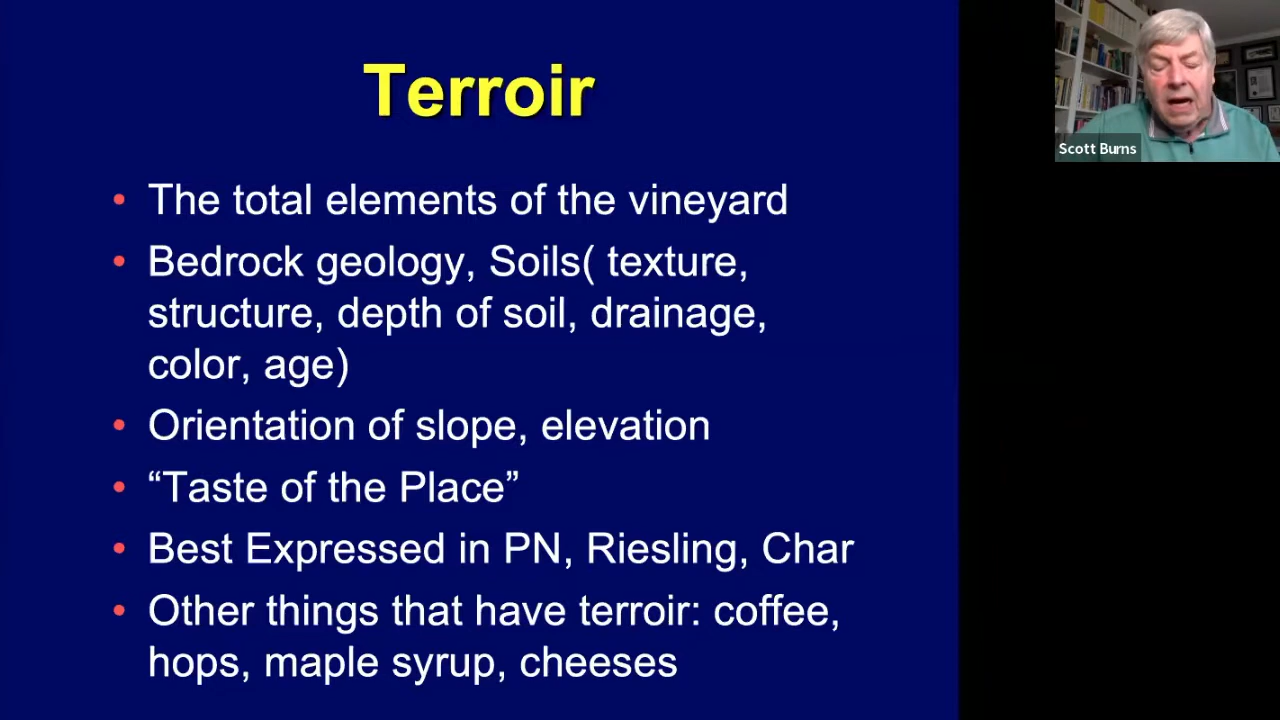 Terroir
• The total elements of the vineyard
• Bedrock geology, Soils( texture,
structure, depth of soil, drainage,
color, age)
• Orientation of slope, elevation
• “Taste of the Place”
• Best Expressed in PN, Riesling, Char
• Other things that have terroir: coffee,
hops, maple syrup, cheeses
Scott Burns